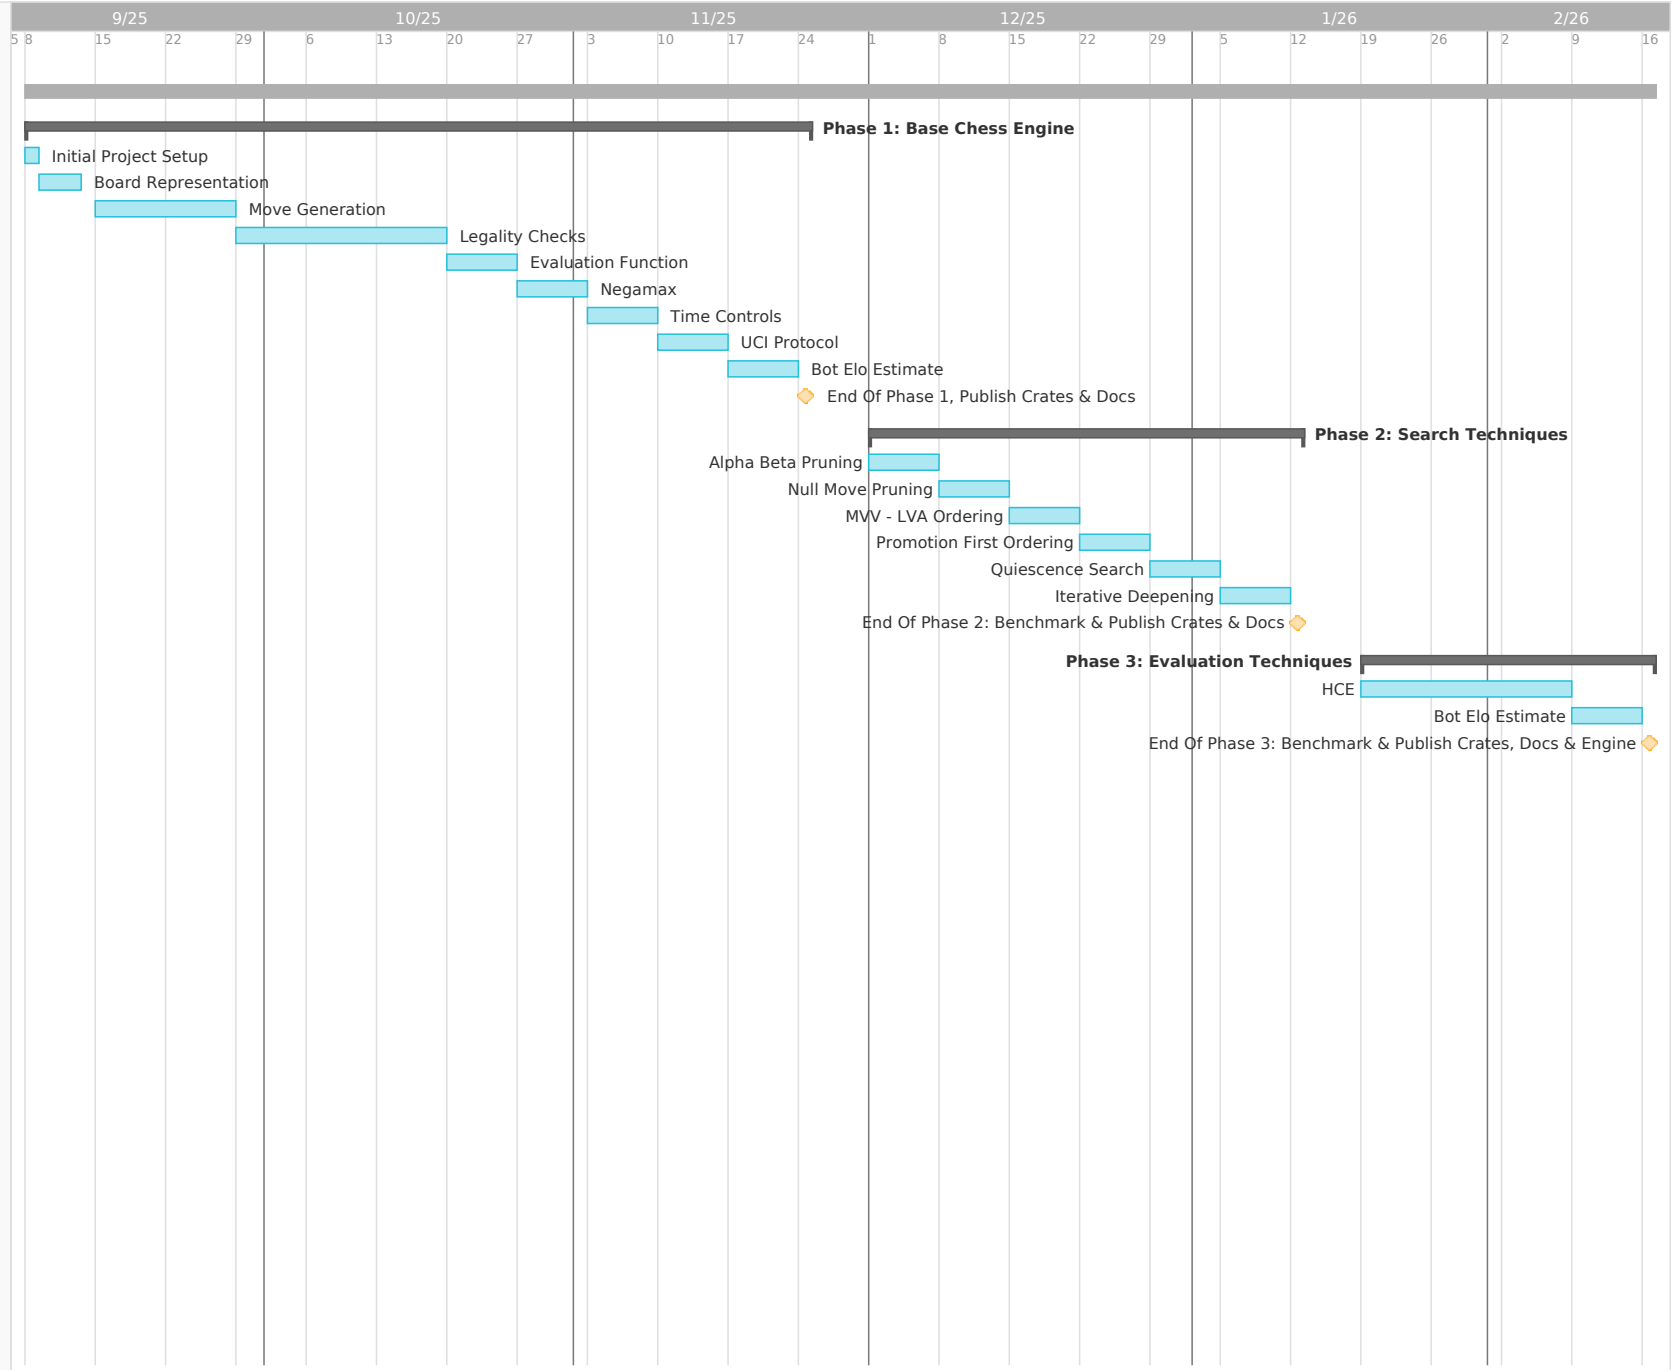 9/25 10/25 11/25 12/25 1/26 2/26
5 8 15 22 29 6 13 20 27 3 10 17 24 1 8 15 22 29 5 12 19 26 2 9 16
Phase 1: Base Chess Engine
Initial Project Setup
Board Representation
Move Generation
Legality Checks
Evaluation Function
Negamax
Time Controls
UCI Protocol
Bot Elo Estimate
End Of Phase 1, Publish Crates & Docs
Phase 2: Search Techniques
Alpha Beta Pruning
Null Move Pruning
MVV - LVA Ordering
Promotion First Ordering
Quiescence Search
Iterative Deepening
End Of Phase 2: Benchmark & Publish Crates & Docs
Phase 3: Evaluation Techniques
HCE
Bot Elo Estimate
End Of Phase 3: Benchmark & Publish Crates, Docs & Engine